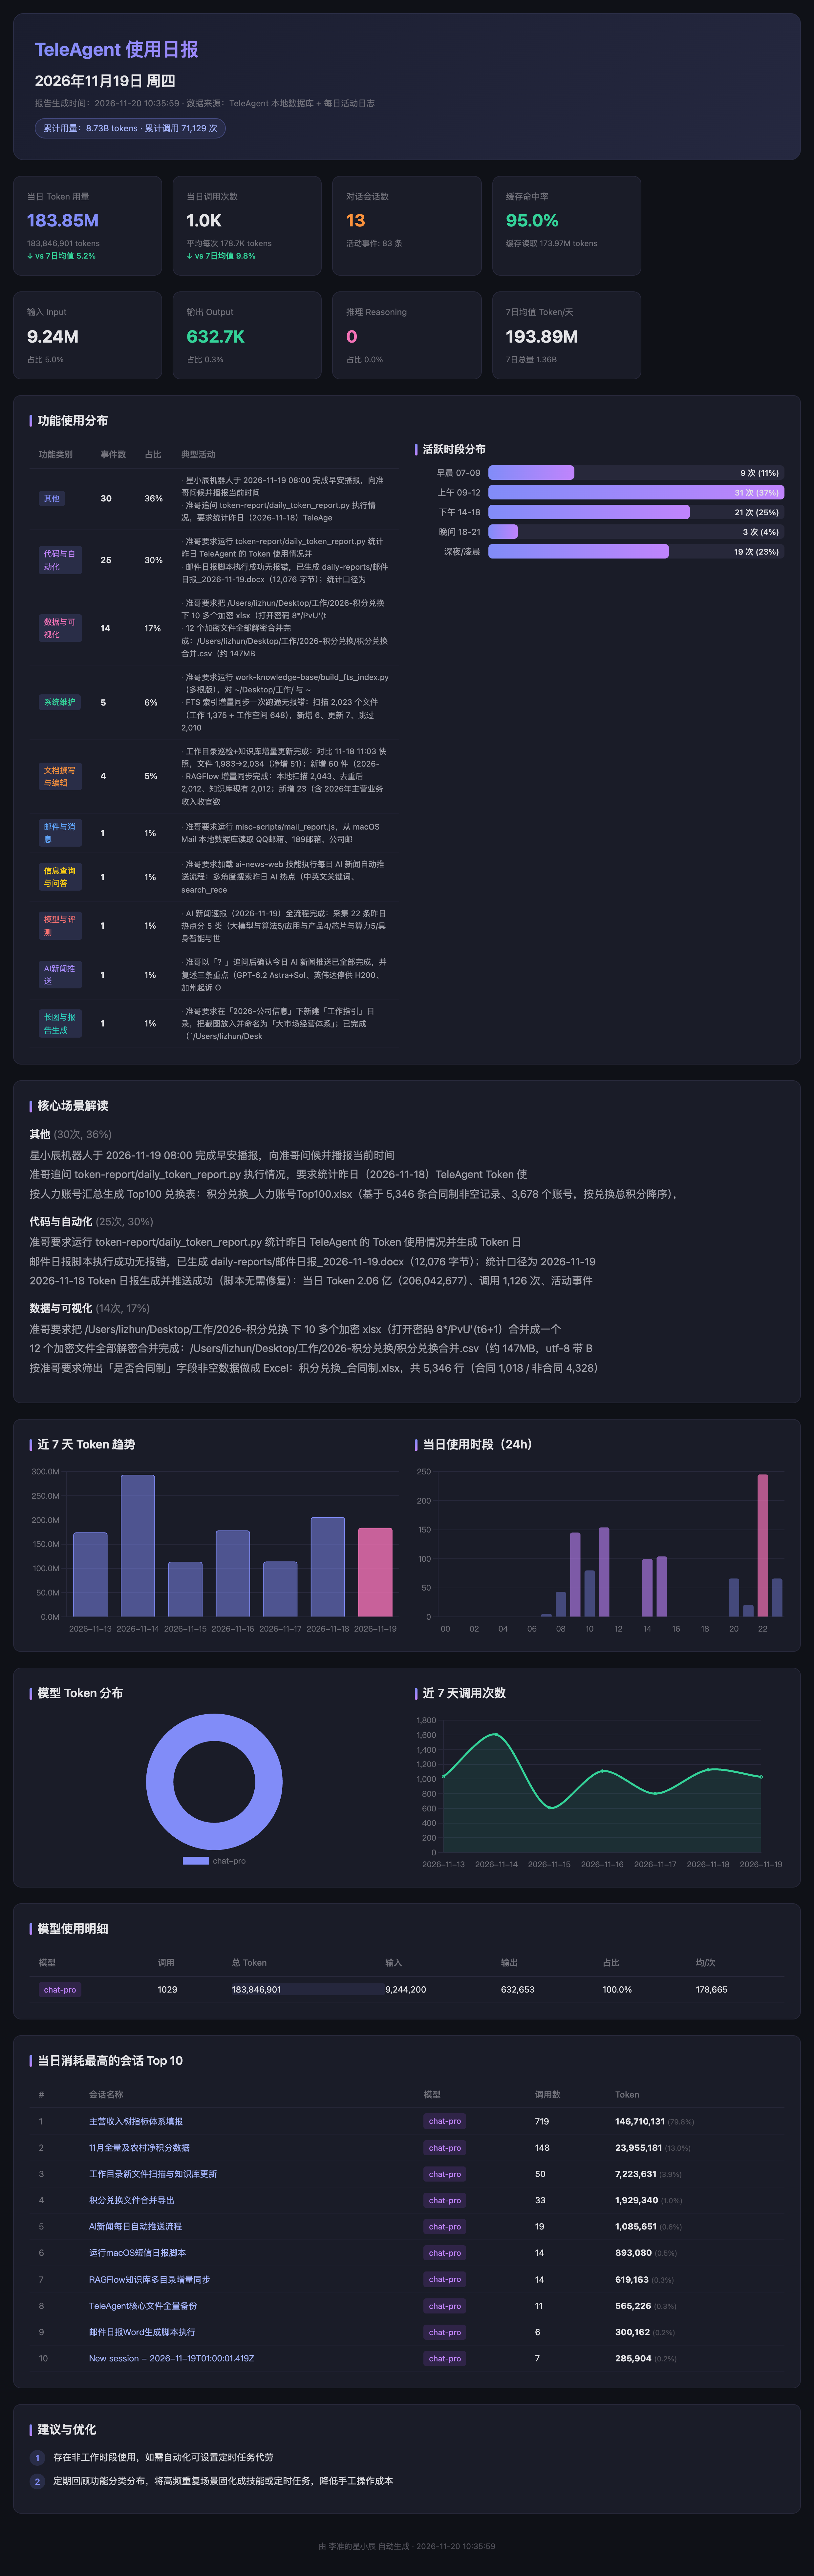 TeleAgent 使用日报
2026年11月19日 周四
报告生成时间：2026-11-20 10:35:59 · 数据来源：TeleAgent 本地数据库 + 每日活动日志
累计用量：8.73B tokens · 累计调用 71,129 次
当日 Token 用量
183.85M
183,846,901 tokens
↓ vs 7日均值 5.2%
当日调用次数
1.0K
平均每次 178.7K tokens
↓ vs 7日均值 9.8%
对话会话数
13
活动事件: 83 条
缓存命中率
95.0%
缓存读取 173.97M tokens
输入 Input
9.24M
占比 5.0%
输出 Output
632.7K
占比 0.3%
推理 Reasoning
0
占比 0.0%
7日均值 Token/天
193.89M
7日总量 1.36B
功能使用分布
功能类别 事件数 占比 典型活动
其他 30 36%
· 星小辰机器人于 2026-11-19 08:00 完成早安播报，向准
哥问候并播报当前时间
· 准哥追问 token-report/daily_token_report.py 执行情
况，要求统计昨日（2026-11-18）TeleAge
代码与自
动化
25 30%
· 准哥要求运行 token-report/daily_token_report.py 统计
昨日 TeleAgent 的 Token 使用情况并
· 邮件日报脚本执行成功无报错，已生成 daily-reports/邮件
日报_2026-11-19.docx（12,076 字节）；统计口径为
数据与可
视化
14 17%
· 准哥要求把 /Users/lizhun/Desktop/工作/2026-积分兑换
下 10 多个加密 xlsx（打开密码 8*/PvU'(t
· 12 个加密文件全部解密合并完
成：/Users/lizhun/Desktop/工作/2026-积分兑换/积分兑换
合并.csv（约 147MB
系统维护 5 6%
· 准哥要求运行 work-knowledge-base/build_fts_index.py
（多根版），对 ~/Desktop/工作/ 与 ~
· FTS 索引增量同步一次跑通无报错：扫描 2,023 个文件
（工作 1,375 + 工作空间 648），新增 6、更新 7、跳过
2,010
文档撰写
与编辑
4 5%
· 工作目录巡检+知识库增量更新完成：对比 11-18 11:03 快
照，文件 1,983→2,034（净增 51）；新增 60 件（2026-
· RAGFlow 增量同步完成：本地扫描 2,043、去重后
2,012、知识库现有 2,012；新增 23（含 2026年主营业务
收入收官数
邮件与消
息
1 1%
· 准哥要求运行 misc-scripts/mail_report.js，从 macOS
Mail 本地数据库读取 QQ邮箱、189邮箱、公司邮
信息查询
与问答
1 1%
· 准哥要求加载 ai-news-web 技能执行每日 AI 新闻自动推
送流程：多角度搜索昨日 AI 热点（中英文关键词、
search_rece
模型与评
测
1 1%
· AI 新闻速报（2026-11-19）全流程完成：采集 22 条昨日
热点分 5 类（大模型与算法5/应用与产品4/芯片与算力5/具
身智能与世
AI新闻推
送
1 1%
· 准哥以「？」追问后确认今日 AI 新闻推送已全部完成，并
复述三条重点（GPT-6.2 Astra+Sol、英伟达停供 H200、
加州起诉 O
长图与报
告生成
1 1%
· 准哥要求在「2026-公司信息」下新建「工作指引」目
录，把截图放入并命名为「大市场经营体系」；已完成
（`/Users/lizhun/Desk
活跃时段分布
早晨 07-09 9 次 (11%)
上午 09-12 31 次 (37%)
下午 14-18 21 次 (25%)
晚间 18-21 3 次 (4%)
深夜/凌晨 19 次 (23%)
核心场景解读
其他 (30次, 36%)
星小辰机器人于 2026-11-19 08:00 完成早安播报，向准哥问候并播报当前时间
准哥追问 token-report/daily_token_report.py 执行情况，要求统计昨日（2026-11-18）TeleAgent Token 使
按人力账号汇总生成 Top100 兑换表：积分兑换_人力账号Top100.xlsx（基于 5,346 条合同制非空记录、3,678 个账号，按兑换总积分降序），
代码与自动化 (25次, 30%)
准哥要求运行 token-report/daily_token_report.py 统计昨日 TeleAgent 的 Token 使用情况并生成 Token 日
邮件日报脚本执行成功无报错，已生成 daily-reports/邮件日报_2026-11-19.docx（12,076 字节）；统计口径为 2026-11-19
2026-11-18 Token 日报生成并推送成功（脚本无需修复）：当日 Token 2.06 亿（206,042,677）、调用 1,126 次、活动事件
数据与可视化 (14次, 17%)
准哥要求把 /Users/lizhun/Desktop/工作/2026-积分兑换 下 10 多个加密 xlsx（打开密码 8*/PvU'(t6+1）合并成一个
12 个加密文件全部解密合并完成：/Users/lizhun/Desktop/工作/2026-积分兑换/积分兑换合并.csv（约 147MB，utf-8 带 B
按准哥要求筛出「是否合同制」字段非空数据做成 Excel：积分兑换_合同制.xlsx，共 5,346 行（合同 1,018 / 非合同 4,328）
近 7 天 Token 趋势
300.0M
250.0M
200.0M
150.0M
100.0M
50.0M
0.0M
2026-11-13 2026-11-14 2026-11-15 2026-11-16 2026-11-17 2026-11-18 2026-11-19
当日使用时段（24h）
250
200
150
100
50
0
00 02 04 06 08 10 12 14 16 18 20 22
模型 Token 分布
chat-pro
近 7 天调用次数
1,800
1,600
1,400
1,200
1,000
800
600
400
200
0
2026-11-13 2026-11-14 2026-11-15 2026-11-16 2026-11-17 2026-11-18 2026-11-19
模型使用明细
模型 调用 总 Token 输入 输出 占比 均/次
chat-pro 1029 183,846,901 9,244,200 632,653 100.0% 178,665
当日消耗最高的会话 Top 10
# 会话名称 模型 调用数 Token
1 主营收入树指标体系填报 chat-pro 719 146,710,131 (79.8%)
2 11月全量及农村净积分数据 chat-pro 148 23,955,181 (13.0%)
3 工作目录新文件扫描与知识库更新 chat-pro 50 7,223,631 (3.9%)
4 积分兑换文件合并导出 chat-pro 33 1,929,340 (1.0%)
5 AI新闻每日自动推送流程 chat-pro 19 1,085,651 (0.6%)
6 运行macOS短信日报脚本 chat-pro 14 893,080 (0.5%)
7 RAGFlow知识库多目录增量同步 chat-pro 14 619,163 (0.3%)
8 TeleAgent核心文件全量备份 chat-pro 11 565,226 (0.3%)
9 邮件日报Word生成脚本执行 chat-pro 6 300,162 (0.2%)
10 New session - 2026-11-19T01:00:01.419Z chat-pro 7 285,904 (0.2%)
建议与优化
1 存在非工作时段使用，如需自动化可设置定时任务代劳
2 定期回顾功能分类分布，将高频重复场景固化成技能或定时任务，降低手工操作成本
由 李准的星小辰 自动生成 · 2026-11-20 10:35:59